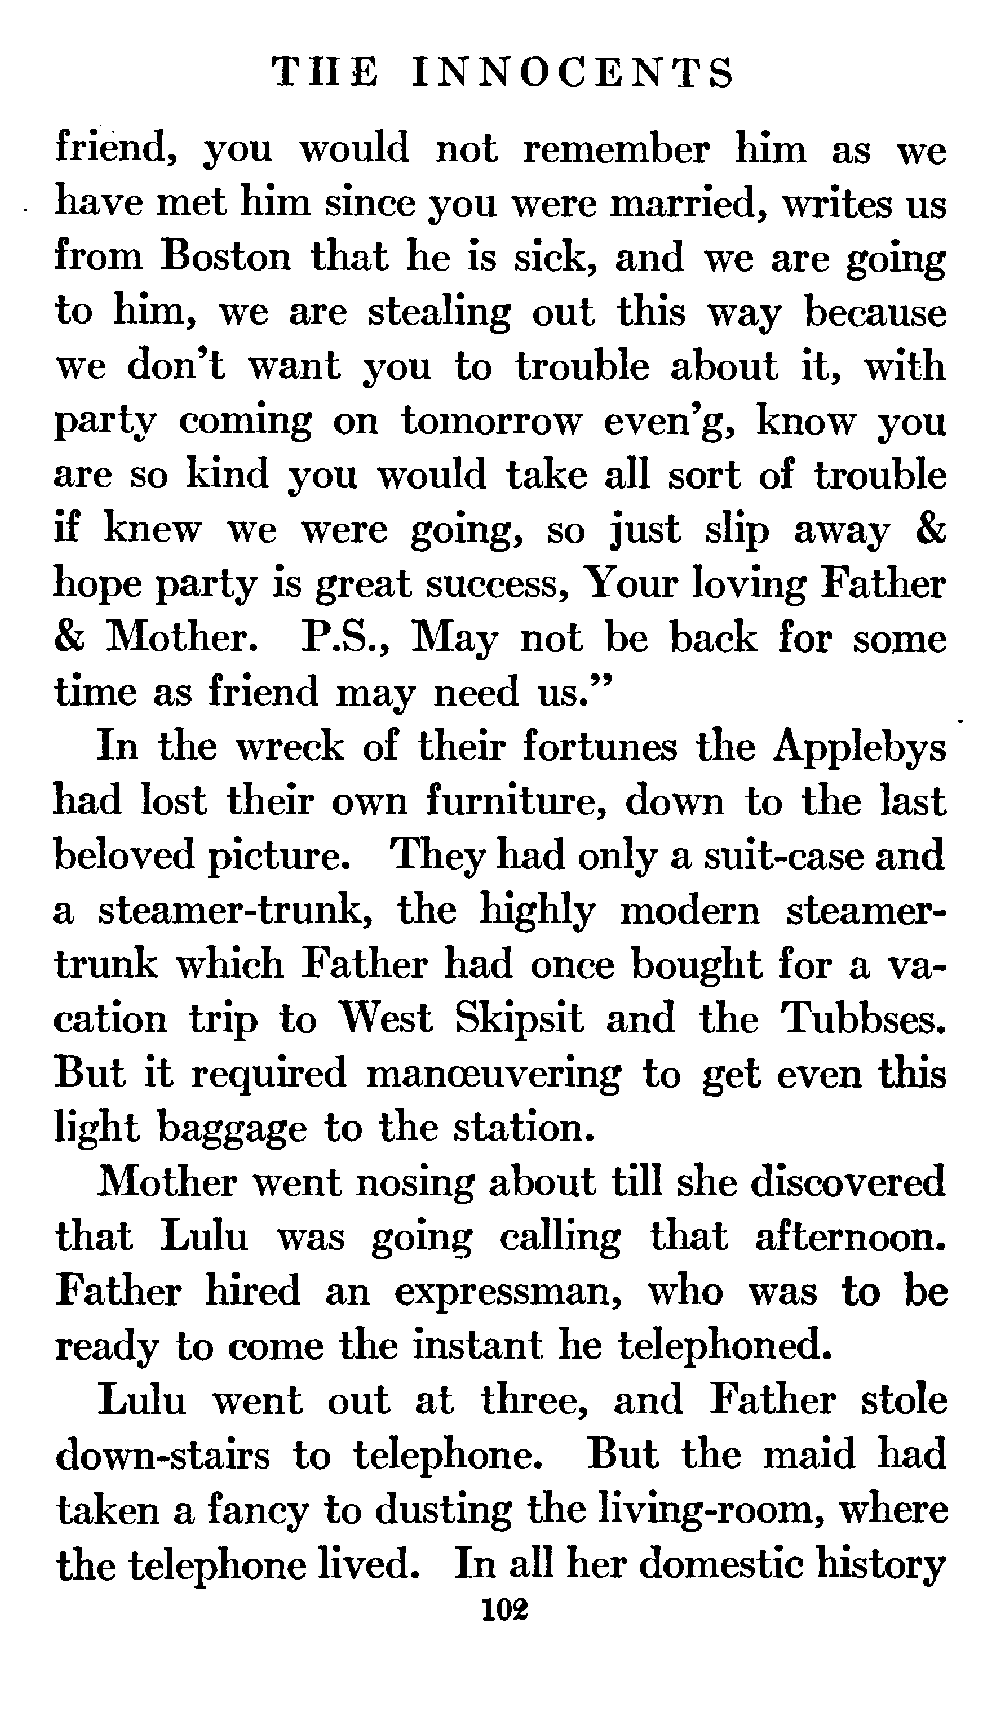 THE INNOCENTS
friend, you would not remember him as we
have met him since you were married, writes us
from Boston that he is sick, and we are going
to him, we are stealing out this way because
we don't want you to trouble about it, with
party coming on tomorrow even'g, know you
are so kind you would take all sort of trouble
if knew we were going, so just slip away &
hope party is great success, Your loving Father
& Mother. P.S., May not be back for some
time as friend may need us."
In the wreck of their fortunes the Applebys
had lost their own furniture, down to the last
beloved picture. They had only a suit-case and
a steamer-trunk, the highly modern steamer-
trunk which Father had once bought for a va-
cation trip to West Skipsit and the Tubbses.
But it required manœuvering to get even this
light baggage to the station.
Mother went nosing about till she discovered
that Lulu was going calling that afternoon.
Father hired an expressman, who was to be
ready to come the instant he telephoned.
Lulu went out at three, and Father stole
down-stairs to telephone. But the maid had
taken a fancy to dusting the living-room, where
the telephone lived. In all her domestic history
102